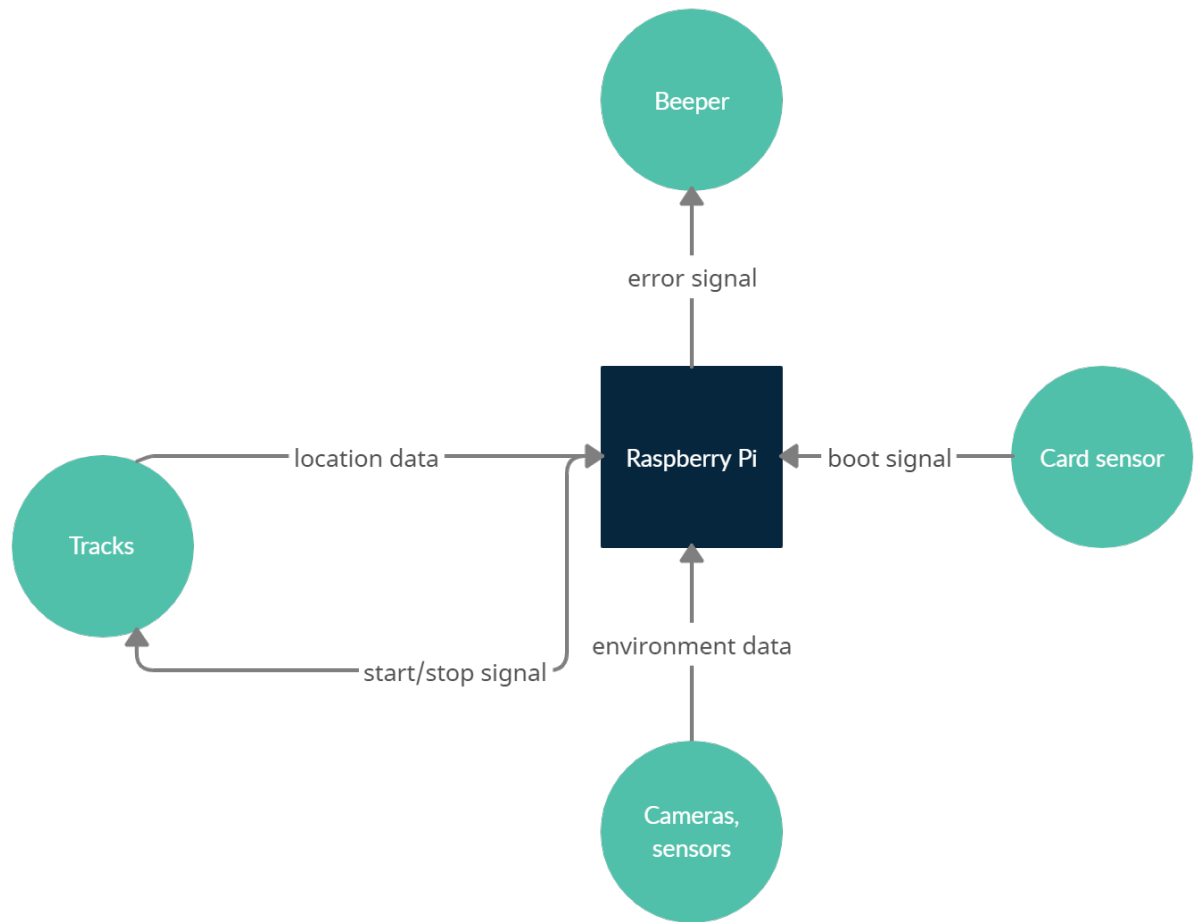 Beeper
error signal
location data
Raspberry Pi
boot signal
Card sensor
Tracks
environment data
start/stop signal
Cameras,
sensors